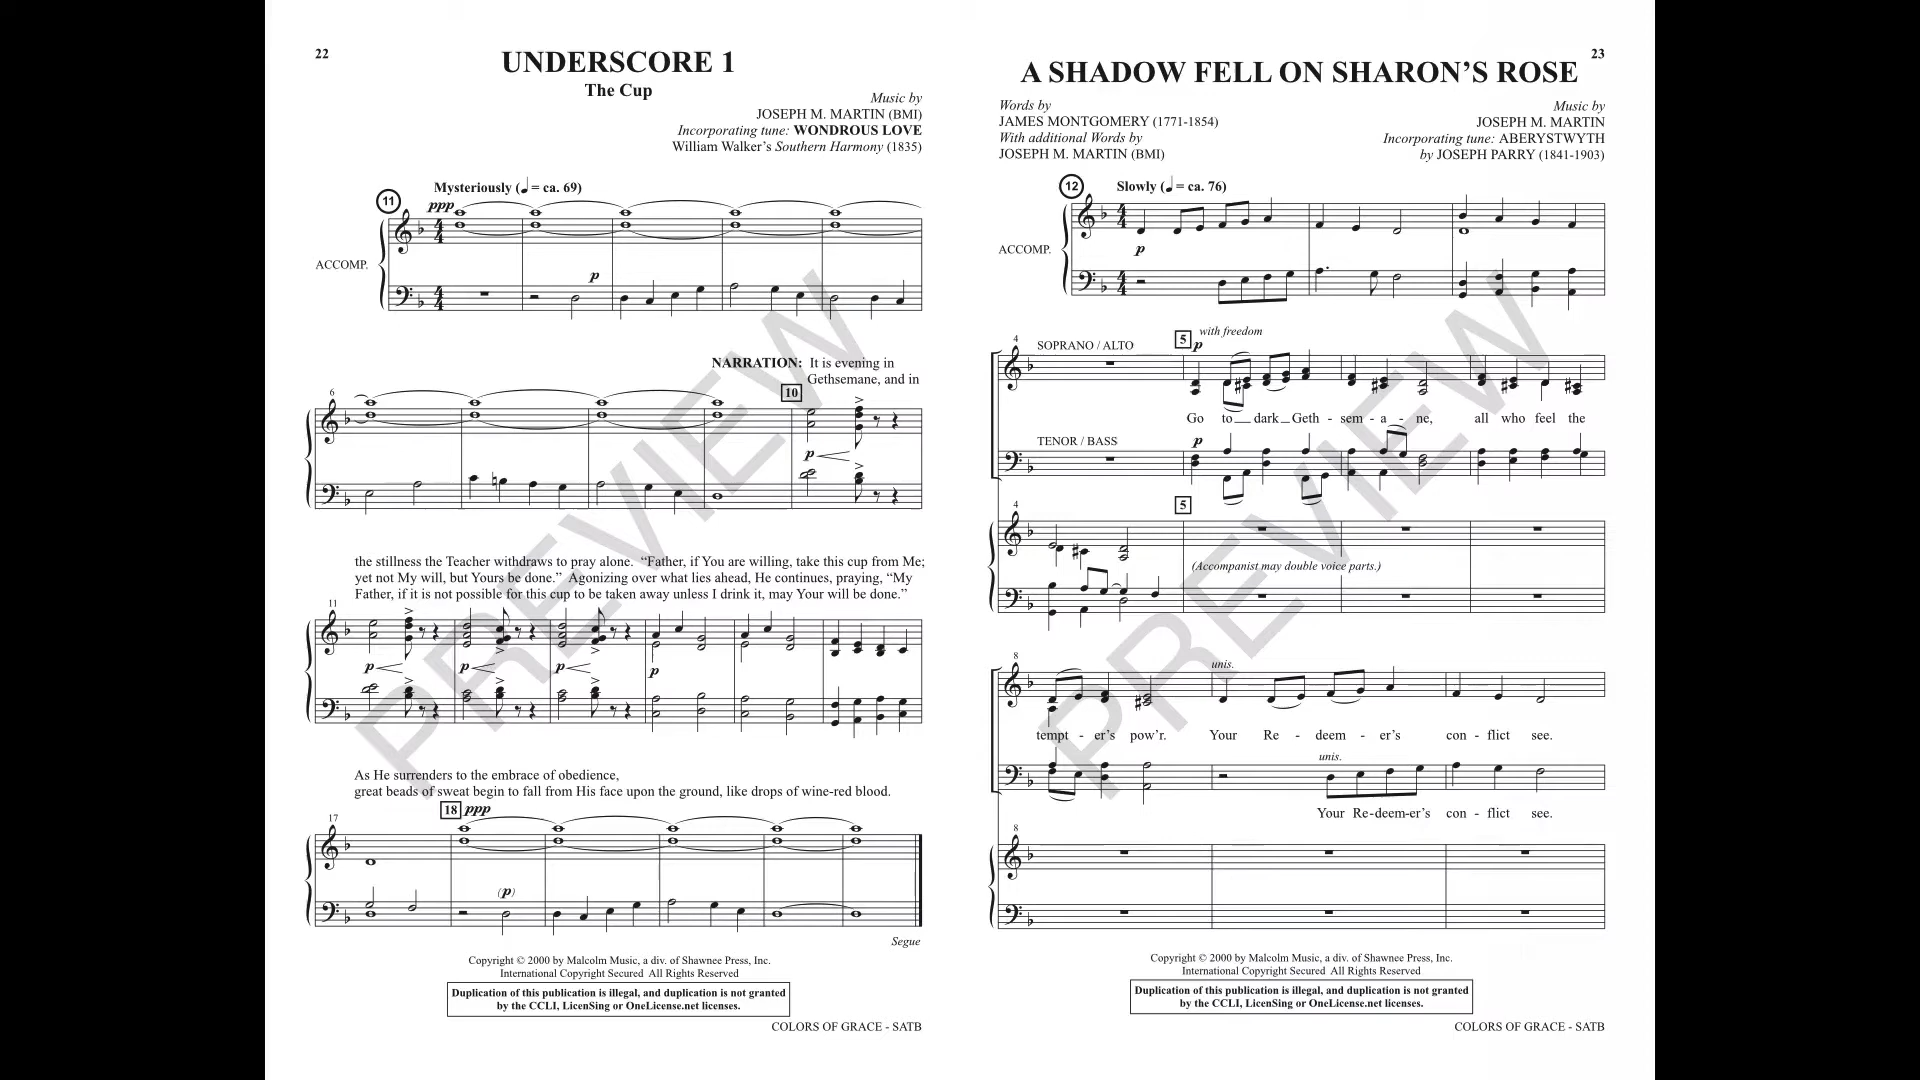 22
UNDERSCORE 1
The Cup
Music by
JOSEPH M. MARTIN (BMI)
Incorporating tune: WONDROUS LOVE
William Walker's Southern Harmony (1835)
11
Mysteriously (♩ = ca. 69)
ppp
ACCOMP.
p
NARRATION: It is evening in
Gethsemane, and in
6
10
p
the stillness the Teacher withdraws to pray alone. “Father, if You are willing, take this cup from Me;
yet not My will, but Yours be done.” Agonizing over what lies ahead, He continues, praying, “My
Father, if it is not possible for this cup to be taken away unless I drink it, may Your will be done.”
11
p p p p
As He surrenders to the embrace of obedience,
great beads of sweat begin to fall from His face upon the ground, like drops of wine-red blood.
17
18 ppp
(p)
Segue
Copyright © 2000 by Malcolm Music, a div. of Shawnee Press, Inc.
International Copyright Secured All Rights Reserved
Duplication of this publication is illegal, and duplication is not granted
by the CCLI, LicenSing or OneLicense.net licenses.
COLORS OF GRACE - SATB
PREVIEW
23
A SHADOW FELL ON SHARON'S ROSE
Words by
JAMES MONTGOMERY (1771-1854)
With additional Words by
JOSEPH M. MARTIN (BMI)
Music by
JOSEPH M. MARTIN
Incorporating tune: ABERYSTWYTH
by JOSEPH PARRY (1841-1903)
12
Slowly (♩ = ca. 76)
ACCOMP.
p
4
SOPRANO / ALTO
5 p with freedom
Go to dark Geth - sem - a - ne, all who feel the
TENOR / BASS
p
4
5
(Accompanist may double voice parts.)
8
unis.
tempt - er's pow'r. Your Re - deem - er's con - flict see.
unis.
Your Re-deem-er's con - flict see.
8
Copyright © 2000 by Malcolm Music, a div. of Shawnee Press, Inc.
International Copyright Secured All Rights Reserved
Duplication of this publication is illegal, and duplication is not granted
by the CCLI, LicenSing or OneLicense.net licenses.
COLORS OF GRACE - SATB
PREVIEW